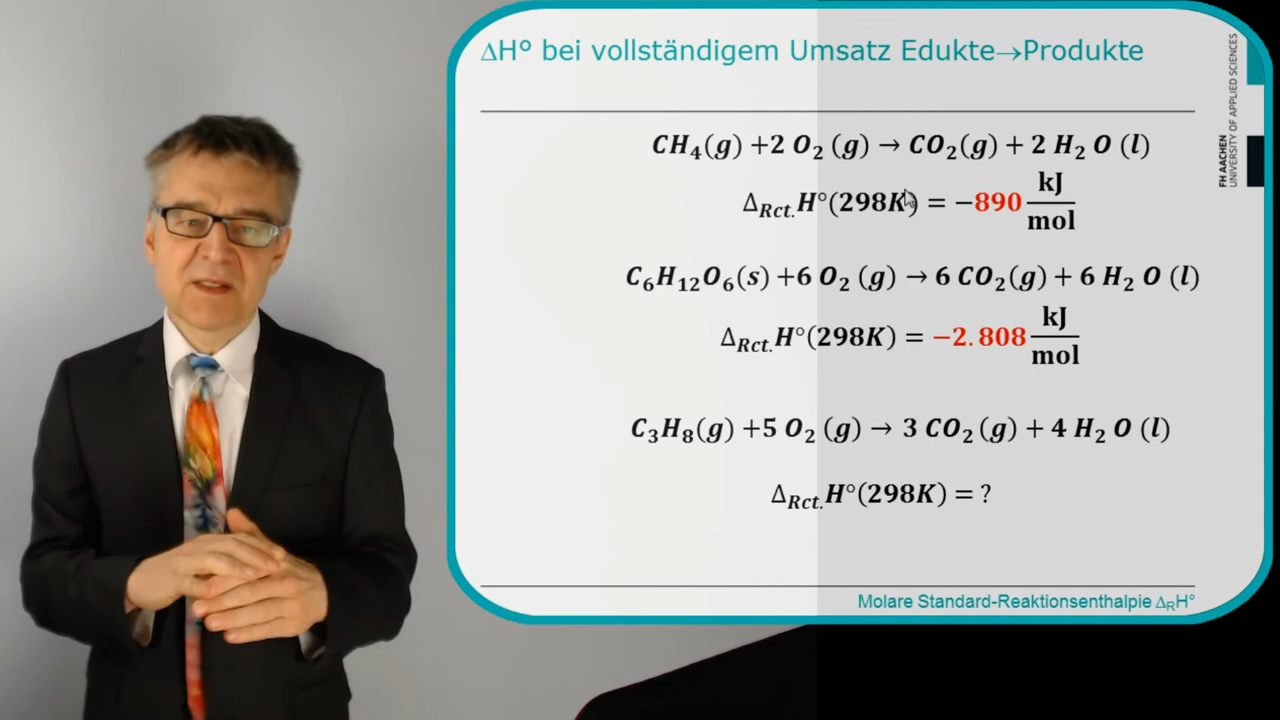 ΔH° bei vollständigem Umsatz Edukte→Produkte
CH₄(g) +2 O₂ (g) → CO₂(g) + 2 H₂ O (l)
Δ_Rct. H°(298K) = −890 kJ/mol
C₆H₁₂O₆(s) +6 O₂ (g) → 6 CO₂(g) + 6 H₂ O (l)
Δ_Rct. H°(298K) = −2.808 kJ/mol
C₃H₈(g) +5 O₂ (g) → 3 CO₂(g) + 4 H₂ O (l)
Δ_Rct. H°(298K) = ?
Molare Standard-Reaktionsenthalpie Δ_RH°
FH AACHEN
UNIVERSITY OF APPLIED SCIENCES